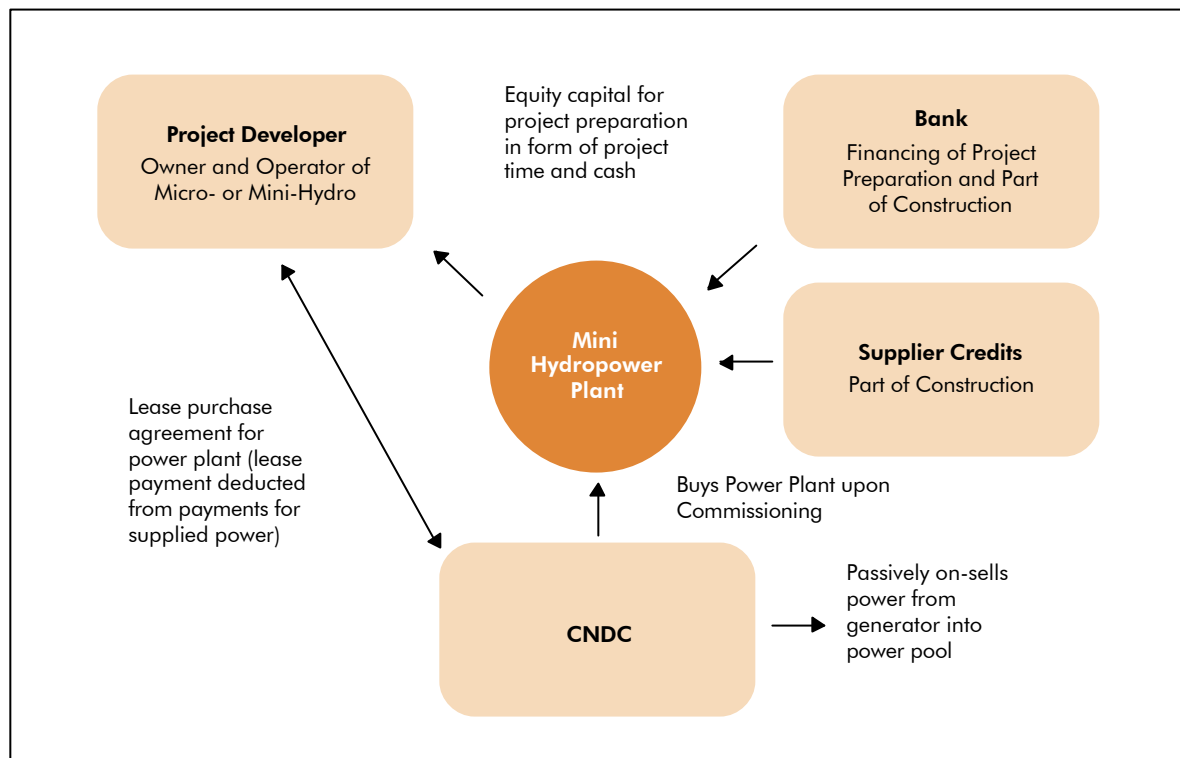 Project Developer
Owner and Operator of
Micro- or Mini-Hydro
Equity capital for
project preparation
in form of project
time and cash
Bank
Financing of Project
Preparation and Part
of Construction
Mini
Hydropower
Plant
Supplier Credits
Part of Construction
Lease purchase
agreement for
power plant (lease
payment deducted
from payments for
supplied power)
Buys Power Plant upon
Commissioning
CNDC
Passively on-sells
power from
generator into
power pool